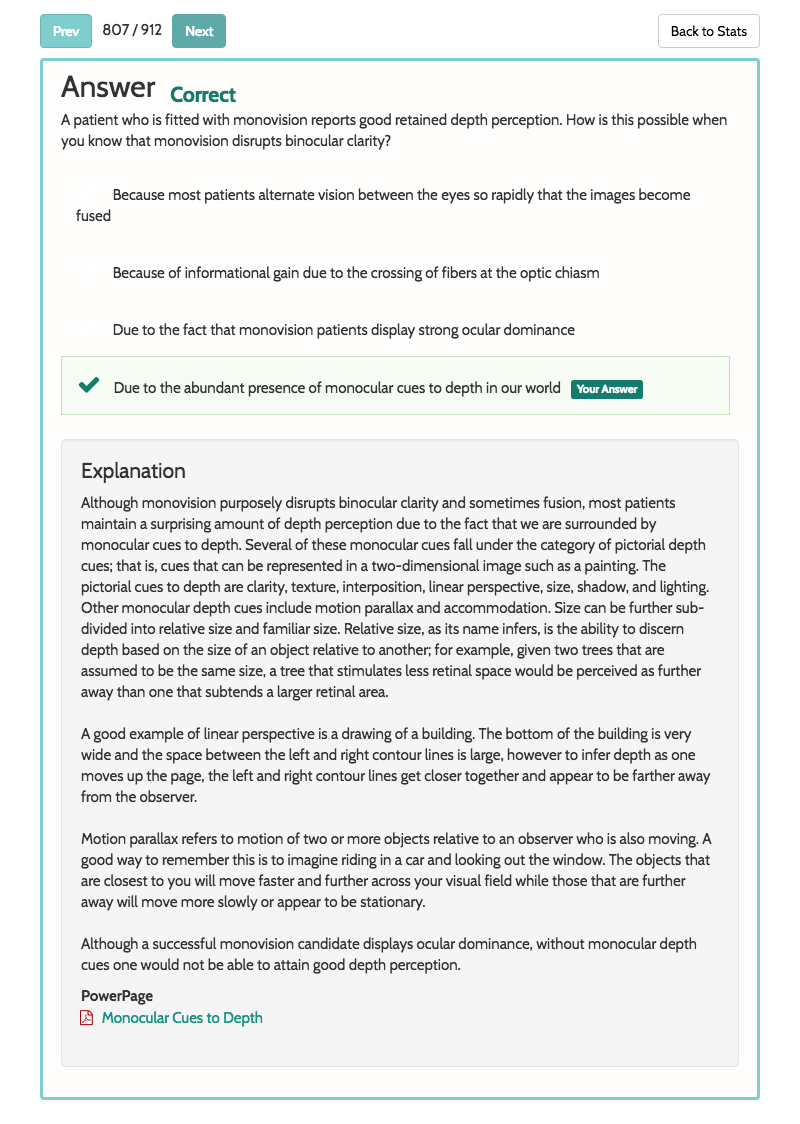 Prev 807 / 912 Next Back to Stats
Answer Correct
A patient who is fitted with monovision reports good retained depth perception. How is this possible when
you know that monovision disrupts binocular clarity?
Because most patients alternate vision between the eyes so rapidly that the images become
fused
Because of informational gain due to the crossing of fibers at the optic chiasm
Due to the fact that monovision patients display strong ocular dominance
Due to the abundant presence of monocular cues to depth in our world Your Answer
Explanation
Although monovision purposely disrupts binocular clarity and sometimes fusion, most patients
maintain a surprising amount of depth perception due to the fact that we are surrounded by
monocular cues to depth. Several of these monocular cues fall under the category of pictorial depth
cues; that is, cues that can be represented in a two-dimensional image such as a painting. The
pictorial cues to depth are clarity, texture, interposition, linear perspective, size, shadow, and lighting.
Other monocular depth cues include motion parallax and accommodation. Size can be further sub-
divided into relative size and familiar size. Relative size, as its name infers, is the ability to discern
depth based on the size of an object relative to another; for example, given two trees that are
assumed to be the same size, a tree that stimulates less retinal space would be perceived as further
away than one that subtends a larger retinal area.
A good example of linear perspective is a drawing of a building. The bottom of the building is very
wide and the space between the left and right contour lines is large, however to infer depth as one
moves up the page, the left and right contour lines get closer together and appear to be farther away
from the observer.
Motion parallax refers to motion of two or more objects relative to an observer who is also moving. A
good way to remember this is to imagine riding in a car and looking out the window. The objects that
are closest to you will move faster and further across your visual field while those that are further
away will move more slowly or appear to be stationary.
Although a successful monovision candidate displays ocular dominance, without monocular depth
cues one would not be able to attain good depth perception.
PowerPage
Monocular Cues to Depth